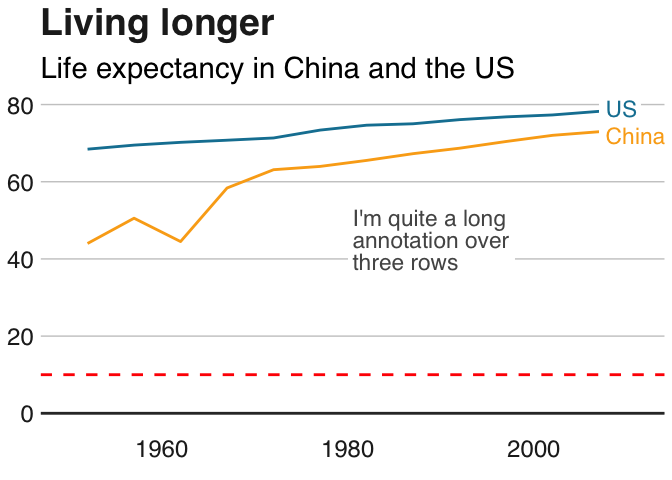 Living longer
Life expectancy in China and the US
80
US
China
60
I'm quite a long
annotation over
three rows
40
20
0
1960
1980
2000